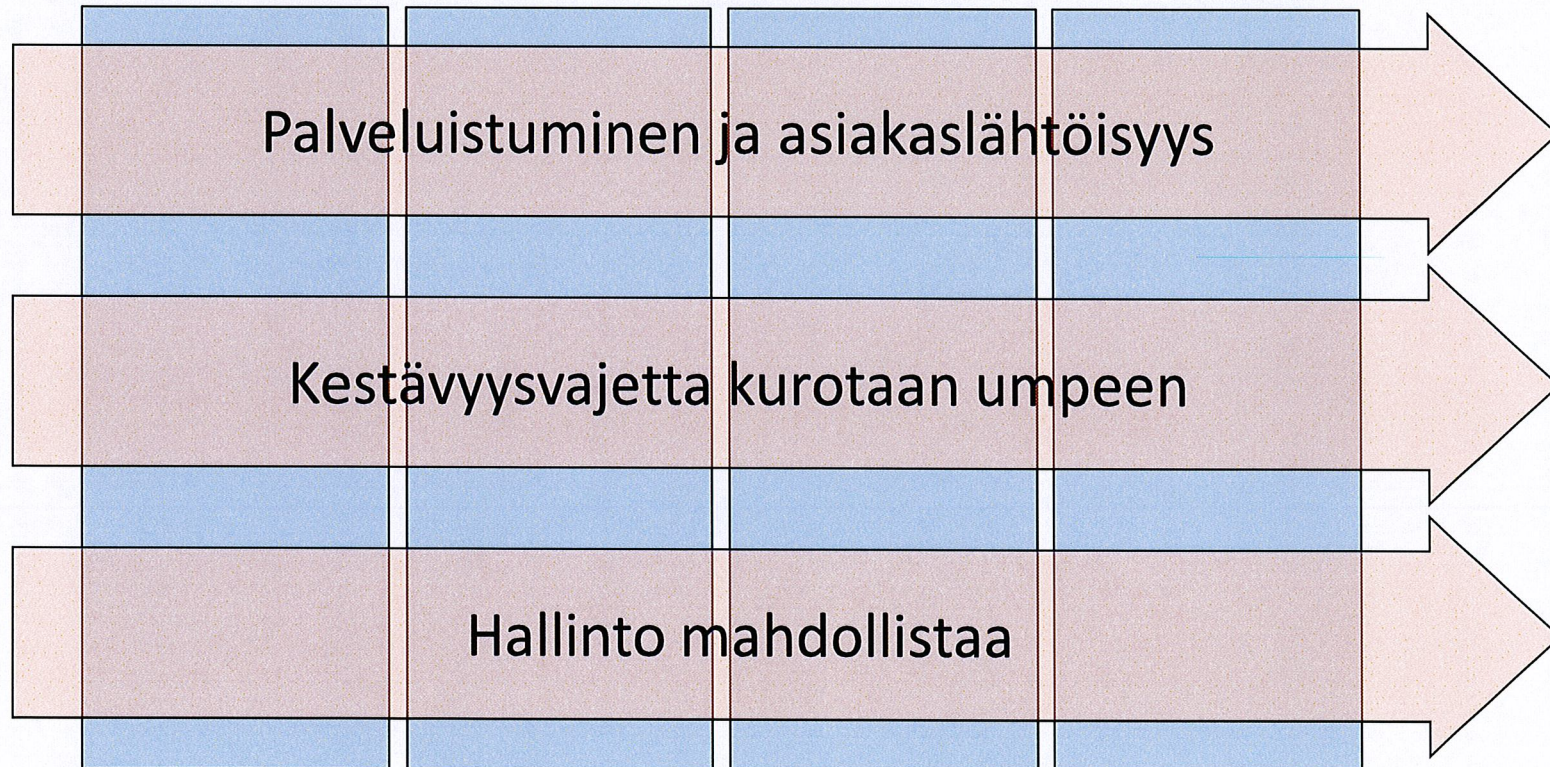 Palveluistuminen ja asiakaslähtöisyys
Kestävyysvajetta kurotaan umpeen
Hallinto mahdollistaa